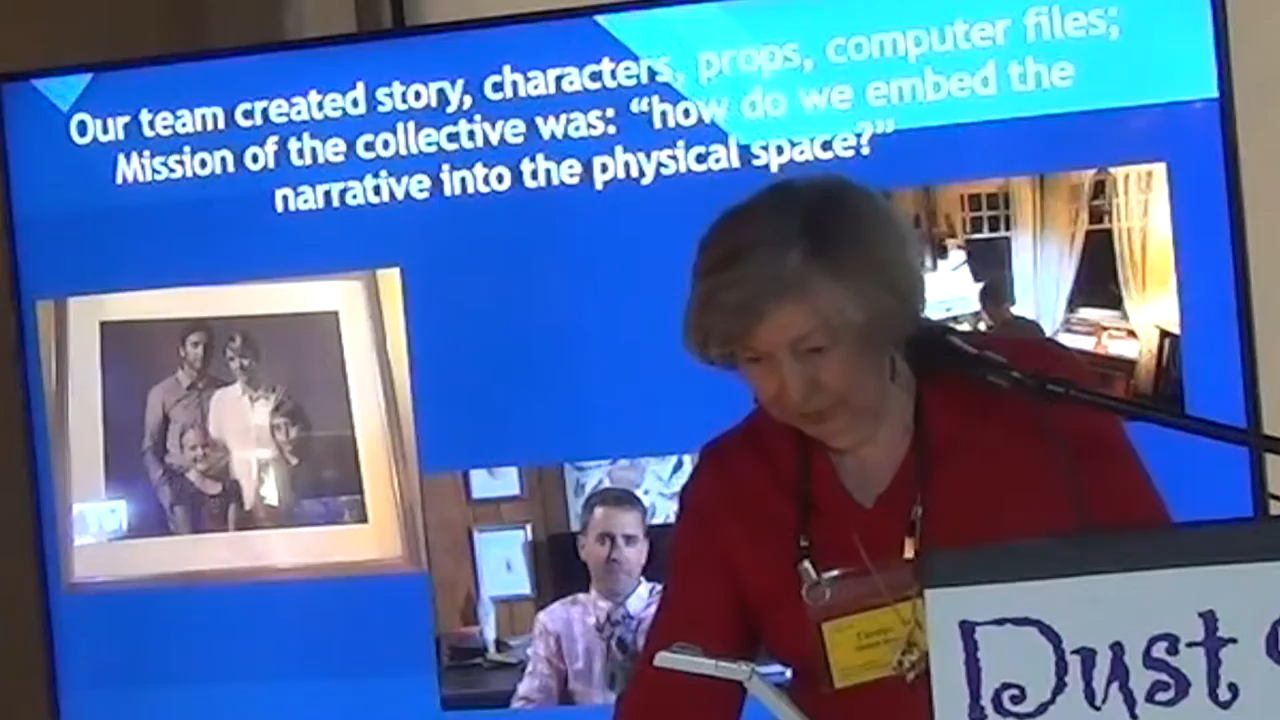 Our team created story, characters, props, computer files;
Mission of the collective was: “how do we embed the
narrative into the physical space?”
Dust